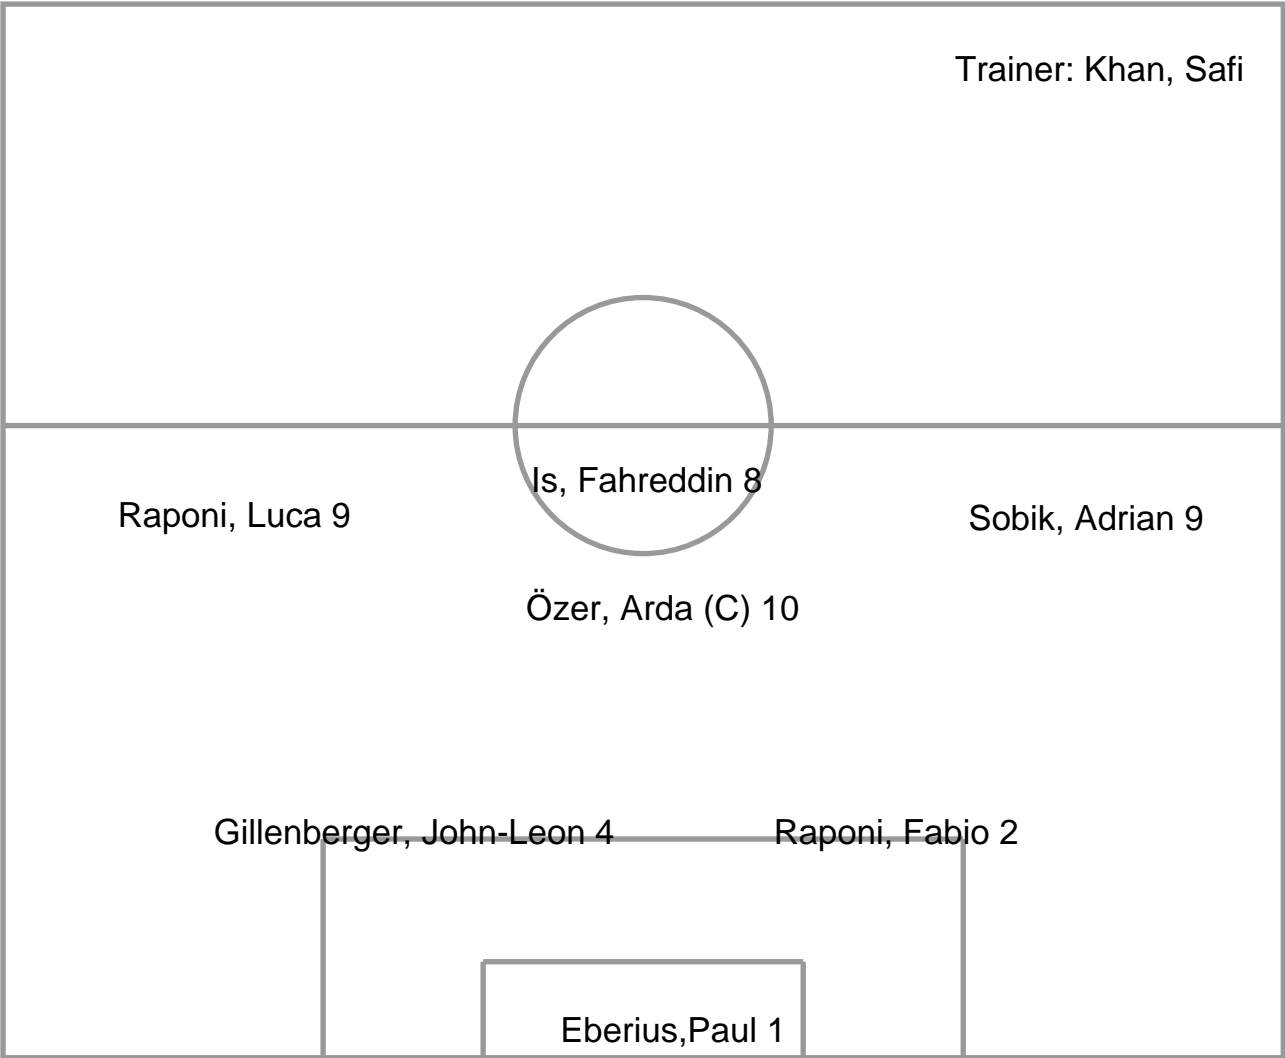 Trainer: Khan, Safi
Is, Fahreddin 8
Raponi, Luca 9
Sobik, Adrian 9
Özer, Arda (C) 10
Gillenberger, John-Leon 4
Raponi, Fabio 2
Eberius,Paul 1